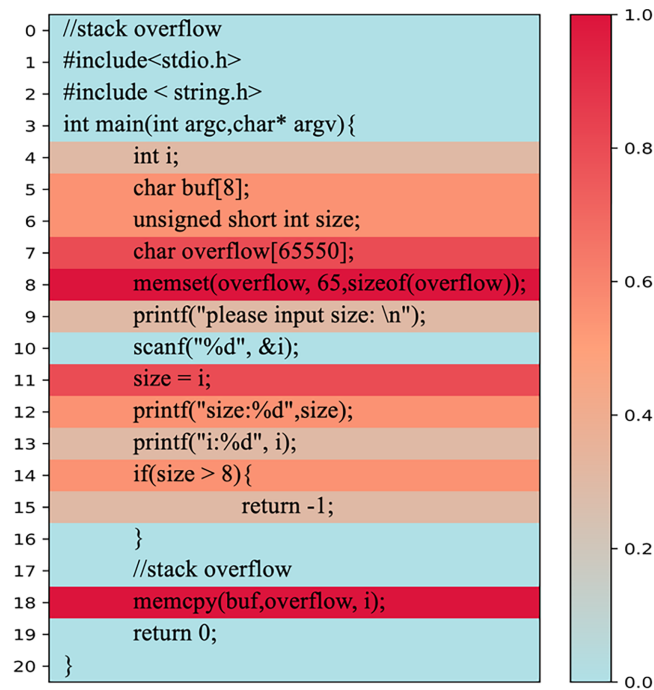 0 //stack overflow
1 #include<stdio.h>
2 #include < string.h>
3 int main(int argc,char* argv){
4 int i;
5 char buf[8];
6 unsigned short int size;
7 char overflow[65550];
8 memset(overflow, 65,sizeof(overflow));
9 printf("please input size: \n");
10 scanf("%d", &i);
11 size = i;
12 printf("size:%d",size);
13 printf("i:%d", i);
14 if(size > 8){
15 return -1;
16 }
17 //stack overflow
18 memcpy(buf,overflow, i);
19 return 0;
20 }
1.0
0.8
0.6
0.4
0.2
0.0